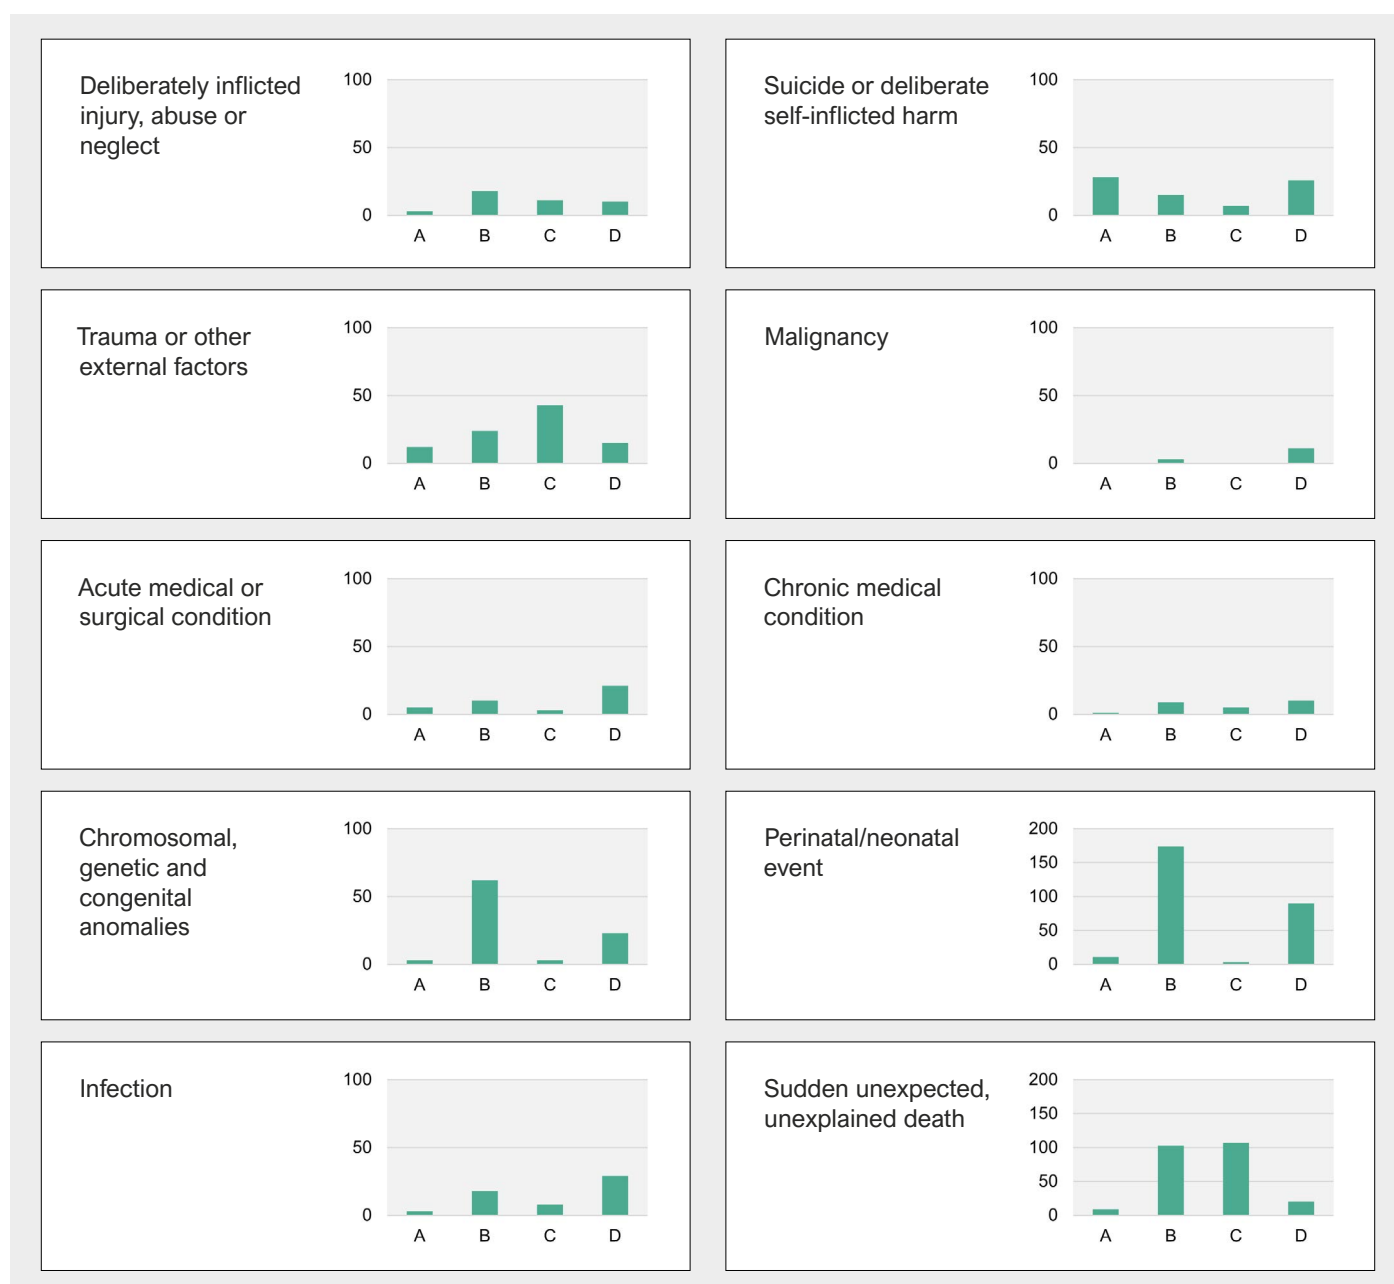 Deliberately inflicted
injury, abuse or
neglect
100
50
0
A B C D
Suicide or deliberate
self-inflicted harm
100
50
0
A B C D
Trauma or other
external factors
100
50
0
A B C D
Malignancy
100
50
0
A B C D
Acute medical or
surgical condition
100
50
0
A B C D
Chronic medical
condition
100
50
0
A B C D
Chromosomal,
genetic and
congenital
anomalies
100
50
0
A B C D
Perinatal/neonatal
event
200
150
100
50
0
A B C D
Infection
100
50
0
A B C D
Sudden unexpected,
unexplained death
200
150
100
50
0
A B C D